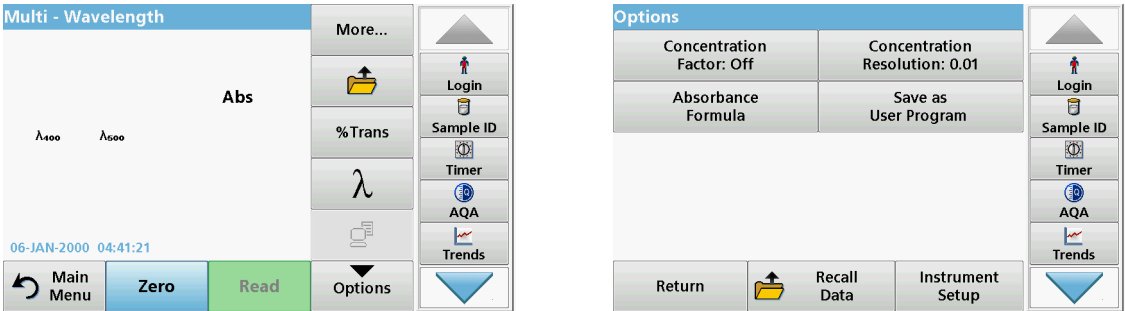 Multi - Wavelength
More...
Abs
%Trans
λ400 λ500
λ
06-JAN-2000 04:41:21
Main
Menu
Zero
Read
Options
Login
Sample ID
Timer
AQA
Trends
Options
Concentration
Factor: Off
Concentration
Resolution: 0.01
Absorbance
Formula
Save as
User Program
Return
Recall
Data
Instrument
Setup
Login
Sample ID
Timer
AQA
Trends